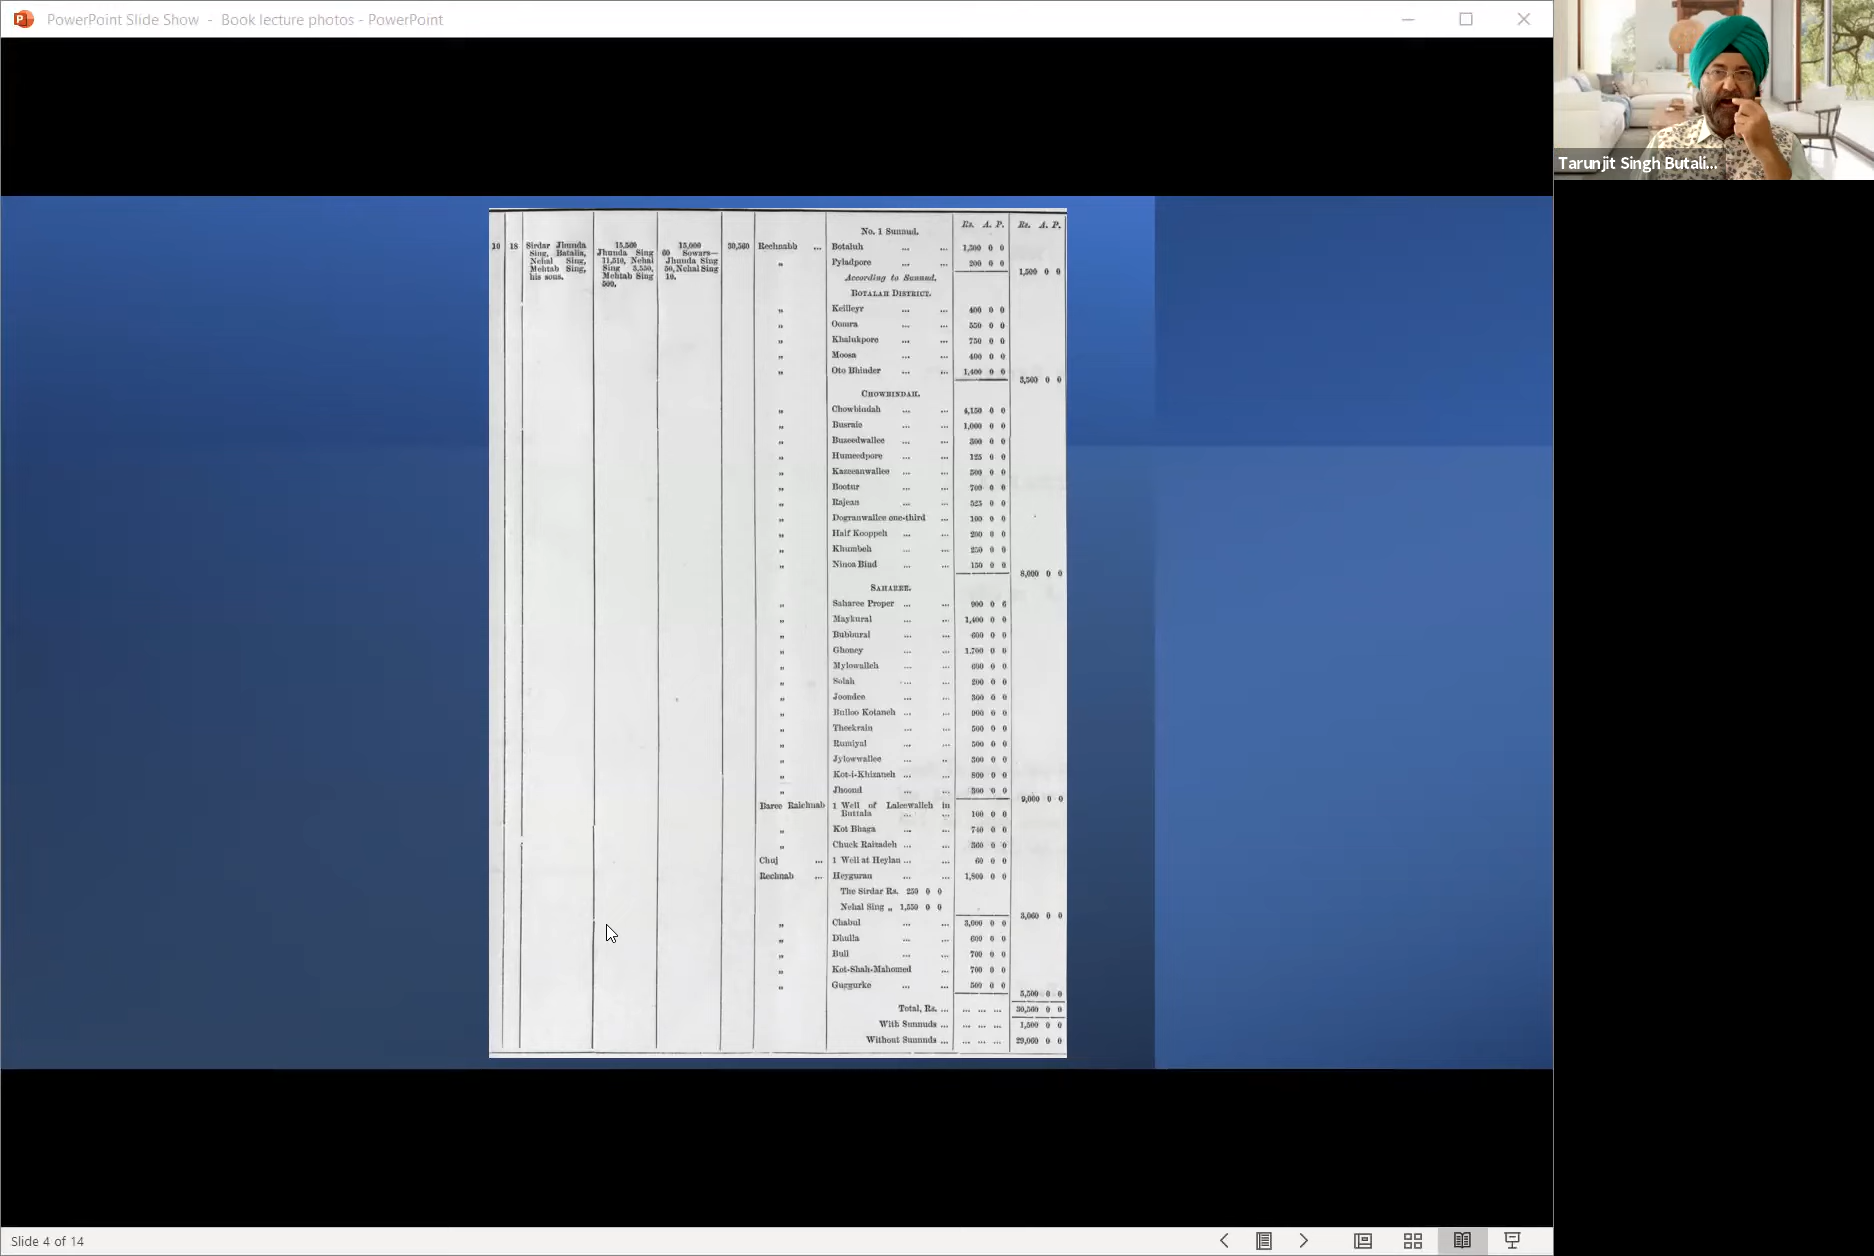 PowerPoint Slide Show - Book lecture photos - PowerPoint
Tarunjit Singh Butali...
Rs. A. P. Rs. A. P.
No. 1 Sunnud.
10 18 Sirdar Jhunda Sing, Batalia, Nehal Sing, Mehtab Sing, his sons.
15,560 Jhunda Sing 11,510, Nehal Sing 3,550, Mehtab Sing 500.
15,000 60 Sowars— Jhunda Sing 50, Nehal Sing 10.
30,560 Rechnabb ... Botaluh ... ... 1,300 0 0
„ Fyladpore ... ... 200 0 0
1,500 0 0
According to Sunnud.
BOTALAH DISTRICT.
„ Keilleyr ... ... 400 0 0
„ Oomra ... ... 550 0 0
„ Khalukpore ... ... 750 0 0
„ Moosa ... ... 400 0 0
„ Oto Bhinder ... ... 1,400 0 0
3,500 0 0
CHOWBINDAH.
„ Chowbindah ... ... 4,150 0 0
„ Busraie ... ... 1,000 0 0
„ Buzeedwallee ... ... 300 0 0
„ Humeedpore ... ... 125 0 0
„ Kazeeanwallee ... ... 500 0 0
„ Bootur ... ... 700 0 0
„ Rajean ... ... 525 0 0
„ Dogranwallee one-third ... 100 0 0
„ Half Kooppeh ... ... 200 0 0
„ Khumbeh ... ... 250 0 0
„ Ninoa Bind ... ... 150 0 0
8,000 0 0
SAHAREE.
„ Saharee Proper ... ... 900 0 0
„ Maykural ... ... 1,400 0 0
„ Bubbural ... ... 600 0 0
„ Ghoney ... ... 1,700 0 0
„ Mylowalleh ... ... 600 0 0
„ Solah ... ... 200 0 0
„ Joondee ... ... 300 0 0
„ Bulloo Kotaneh ... ... 900 0 0
„ Theekrain ... ... 500 0 0
„ Rumiyal ... ... 500 0 0
„ Jylowwallee ... .. 300 0 0
„ Kot-i-Khizaneh ... ... 800 0 0
„ Jhoond ... ... 300 0 0
9,000 0 0
Baree Raichnab 1 Well of Laleewalleh in
Buttala ... ... 100 0 0
„ Kot Bhaga ... ... 740 0 0
„ Chuck Raizadeh ... ... 360 0 0
Chuj ... 1 Well at Heylan ... ... 60 0 0
Rechnab ... Heyguran ... ... 1,800 0 0
The Sirdar Rs. 250 0 0
Nehal Sing „ 1,550 0 0
3,060 0 0
„ Chabul ... ... 3,000 0 0
„ Dhulla ... ... 600 0 0
„ Bull ... ... 700 0 0
„ Kot-Shah-Mahomed ... 700 0 0
„ Guggurke ... ... 500 0 0
5,500 0 0
Total, Rs. ... ... ... ... 30,560 0 0
With Sunnuds ... ... ... ... 1,500 0 0
Without Sunnuds ... ... ... ... 29,060 0 0
Slide 4 of 14